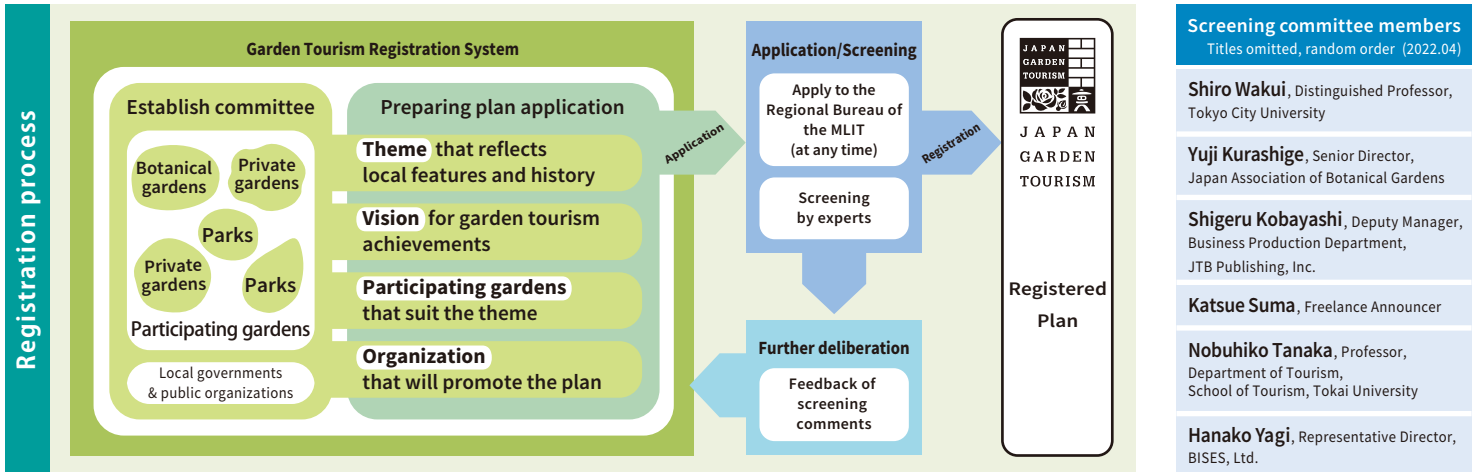 Registration process
Garden Tourism Registration System
Establish committee
Botanical
gardens
Private
gardens
Parks
Private
gardens
Parks
Participating gardens
Local governments
& public organizations
Preparing plan application
Theme that reflects
local features and history
Vision for garden tourism
achievements
Participating gardens
that suit the theme
Organization
that will promote the plan
Application
Application/Screening
Apply to the
Regional Bureau of
the MLIT
(at any time)
Screening
by experts
Further deliberation
Feedback of
screening
comments
Registration
JAPAN
GARDEN
TOURISM
JAPAN
GARDEN
TOURISM
Registered
Plan
Screening committee members
Titles omitted, random order (2022.04)
Shiro Wakui, Distinguished Professor,
Tokyo City University
Yuji Kurashige, Senior Director,
Japan Association of Botanical Gardens
Shigeru Kobayashi, Deputy Manager,
Business Production Department,
JTB Publishing, Inc.
Katsue Suma, Freelance Announcer
Nobuhiko Tanaka, Professor,
Department of Tourism,
School of Tourism, Tokai University
Hanako Yagi, Representative Director,
BISES, Ltd.